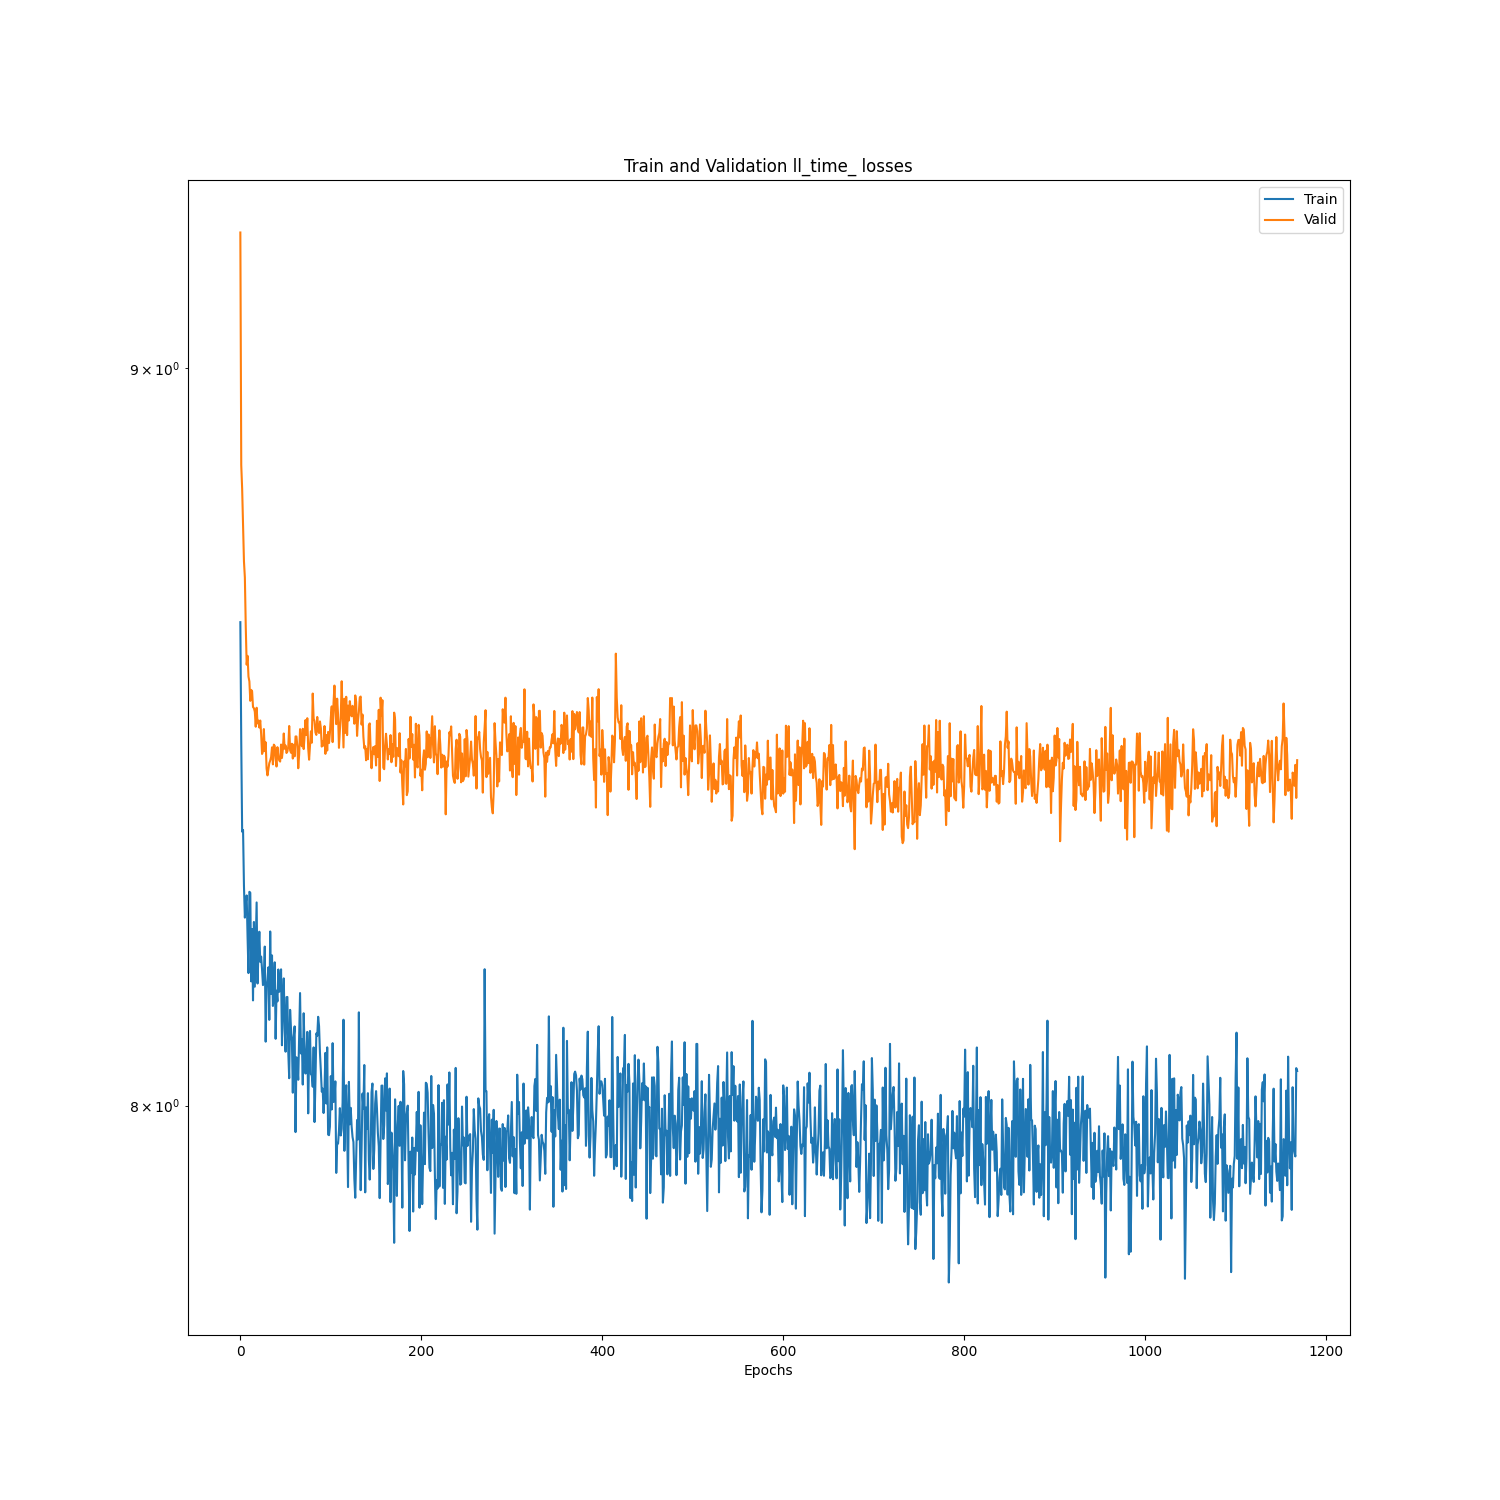 Train and Validation ll_time_ losses
Train
Valid
9 × 10⁰
8 × 10⁰
0 200 400 600 800 1000 1200
Epochs